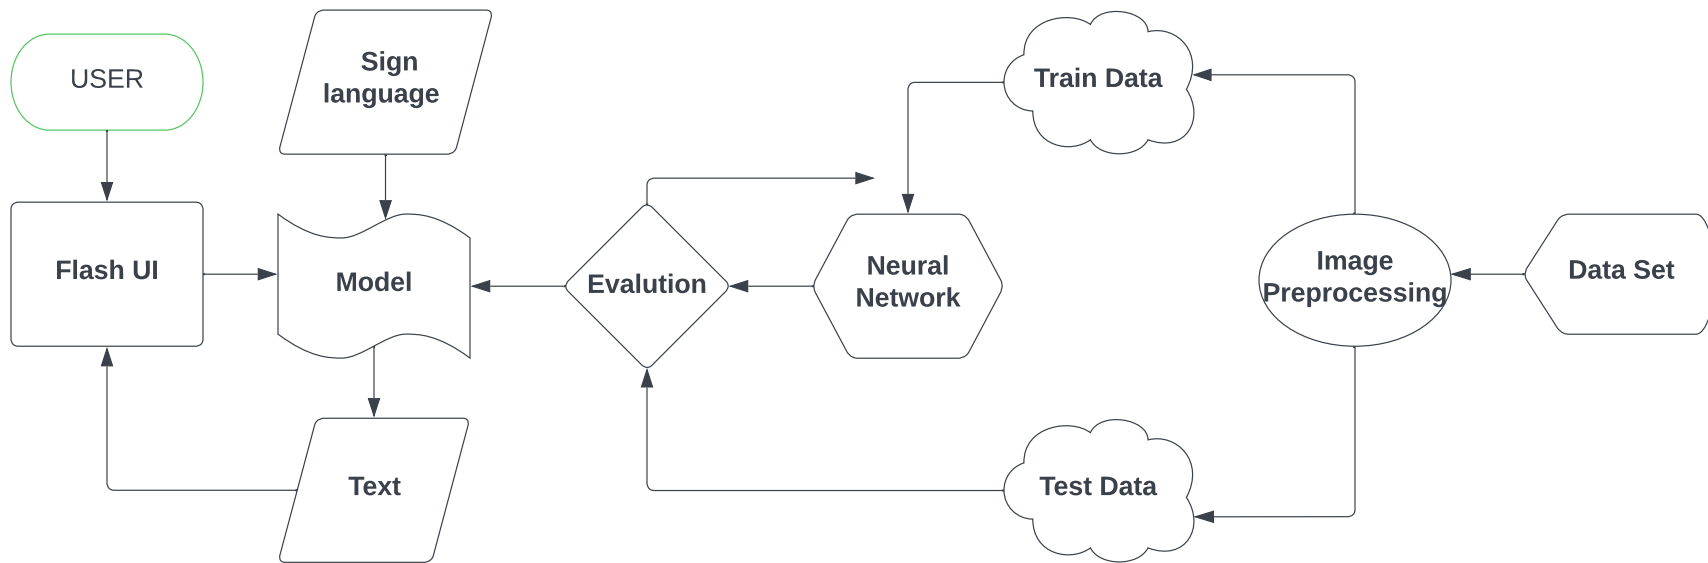 USER
Sign
language
Train Data
Flash UI
Model
Evalution
Neural
Network
Image
Preprocessing
Data Set
Text
Test Data